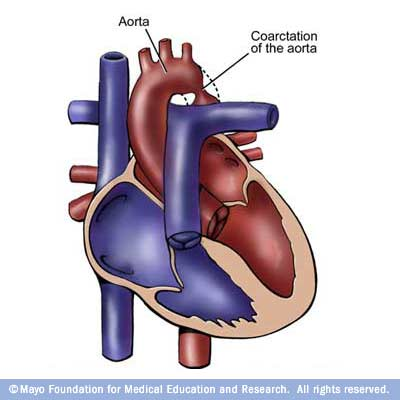 Aorta
Coarctation
of the aorta
© Mayo Foundation for Medical Education and Research. All rights reserved.